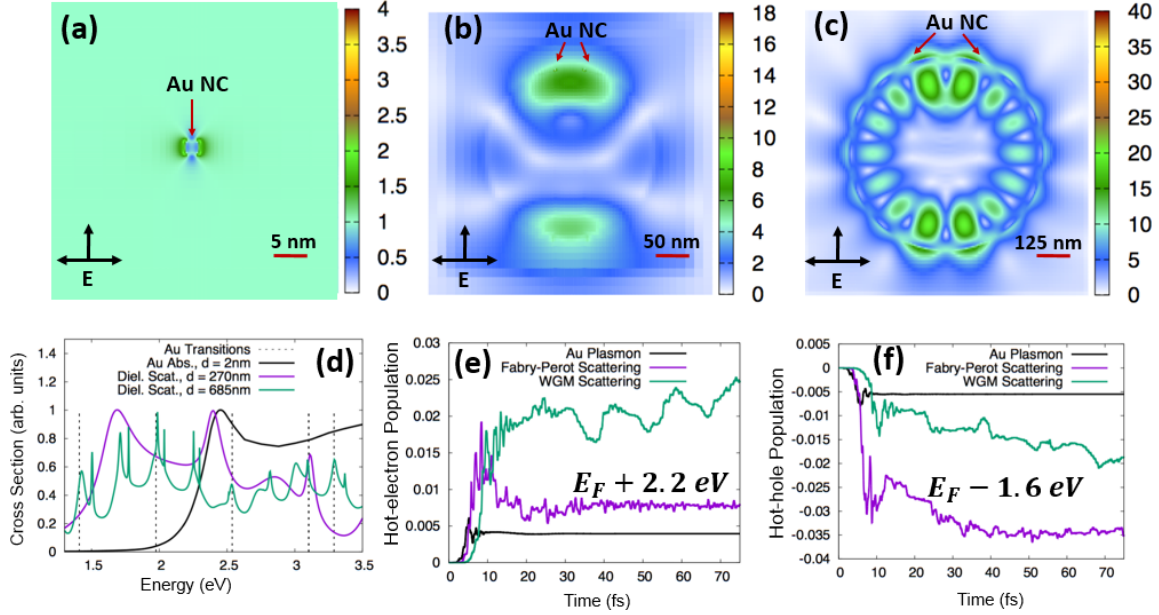 (a)
Au NC
E
5 nm
4
3.5
3
2.5
2
1.5
1
0.5
0
(b)
Au NC
E
50 nm
18
16
14
12
10
8
6
4
2
0
(c)
Au NC
E
125 nm
40
35
30
25
20
15
10
5
0
(d)
Au Transitions
Au Abs., d = 2nm
Diel. Scat., d = 270nm
Diel. Scat., d = 685nm
Cross Section (arb. units)
1.4
1.2
1
0.8
0.6
0.4
0.2
0
1.5 2 2.5 3 3.5
Energy (eV)
(e)
Au Plasmon
Fabry-Perot Scattering
WGM Scattering
Hot-electron Population
0.025
0.02
0.015
0.01
0.005
0
E_F + 2.2 eV
0 10 20 30 40 50 60 70
Time (fs)
(f)
Au Plasmon
Fabry-Perot Scattering
WGM Scattering
Hot-hole Population
0.005
0
-0.005
-0.01
-0.015
-0.02
-0.025
-0.03
-0.035
E_F − 1.6 eV
0 10 20 30 40 50 60 70
Time (fs)